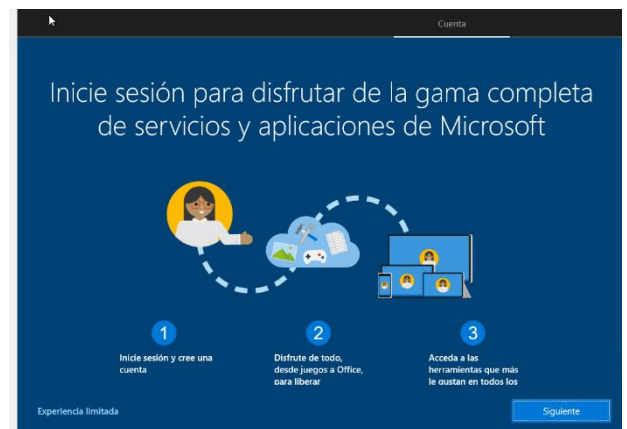 Cuenta
Inicie sesión para disfrutar de la gama completa
de servicios y aplicaciones de Microsoft
1
2
3
Inicie sesión y cree una
cuenta
Disfrute de todo,
desde juegos a Office,
para liberar
Acceda a las
herramientas que más
le gustan en todos los
Experiencia limitada
Siguiente